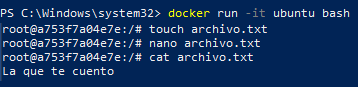 PS C:\Windows\system32> docker run -it ubuntu bash
root@a753f7a04e7e:/# touch archivo.txt
root@a753f7a04e7e:/# nano archivo.txt
root@a753f7a04e7e:/# cat archivo.txt
La que te cuento